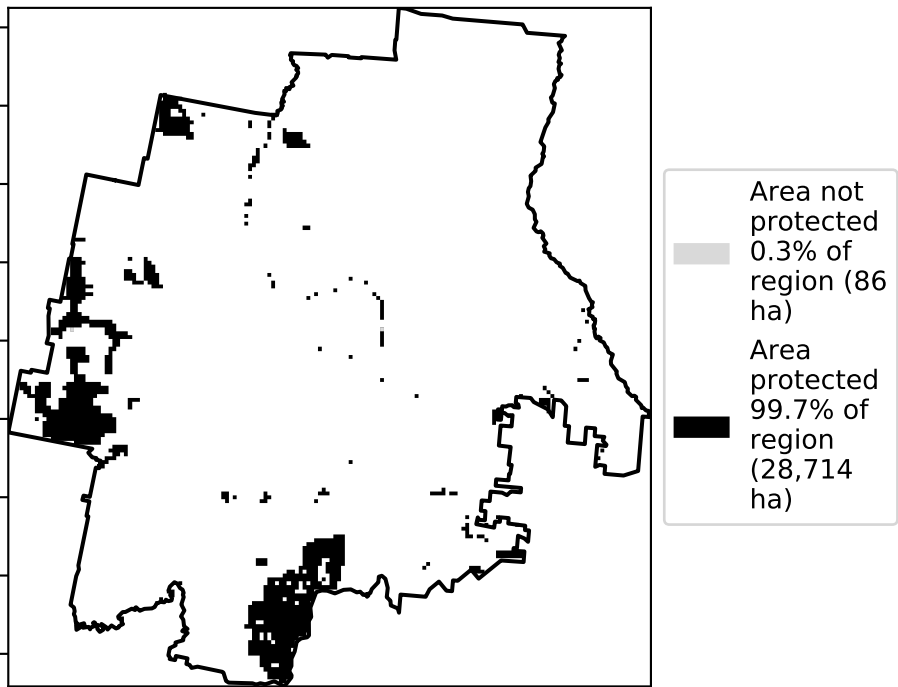 Area not
protected
0.3% of
region (86
ha)
Area
protected
99.7% of
region
(28,714
ha)